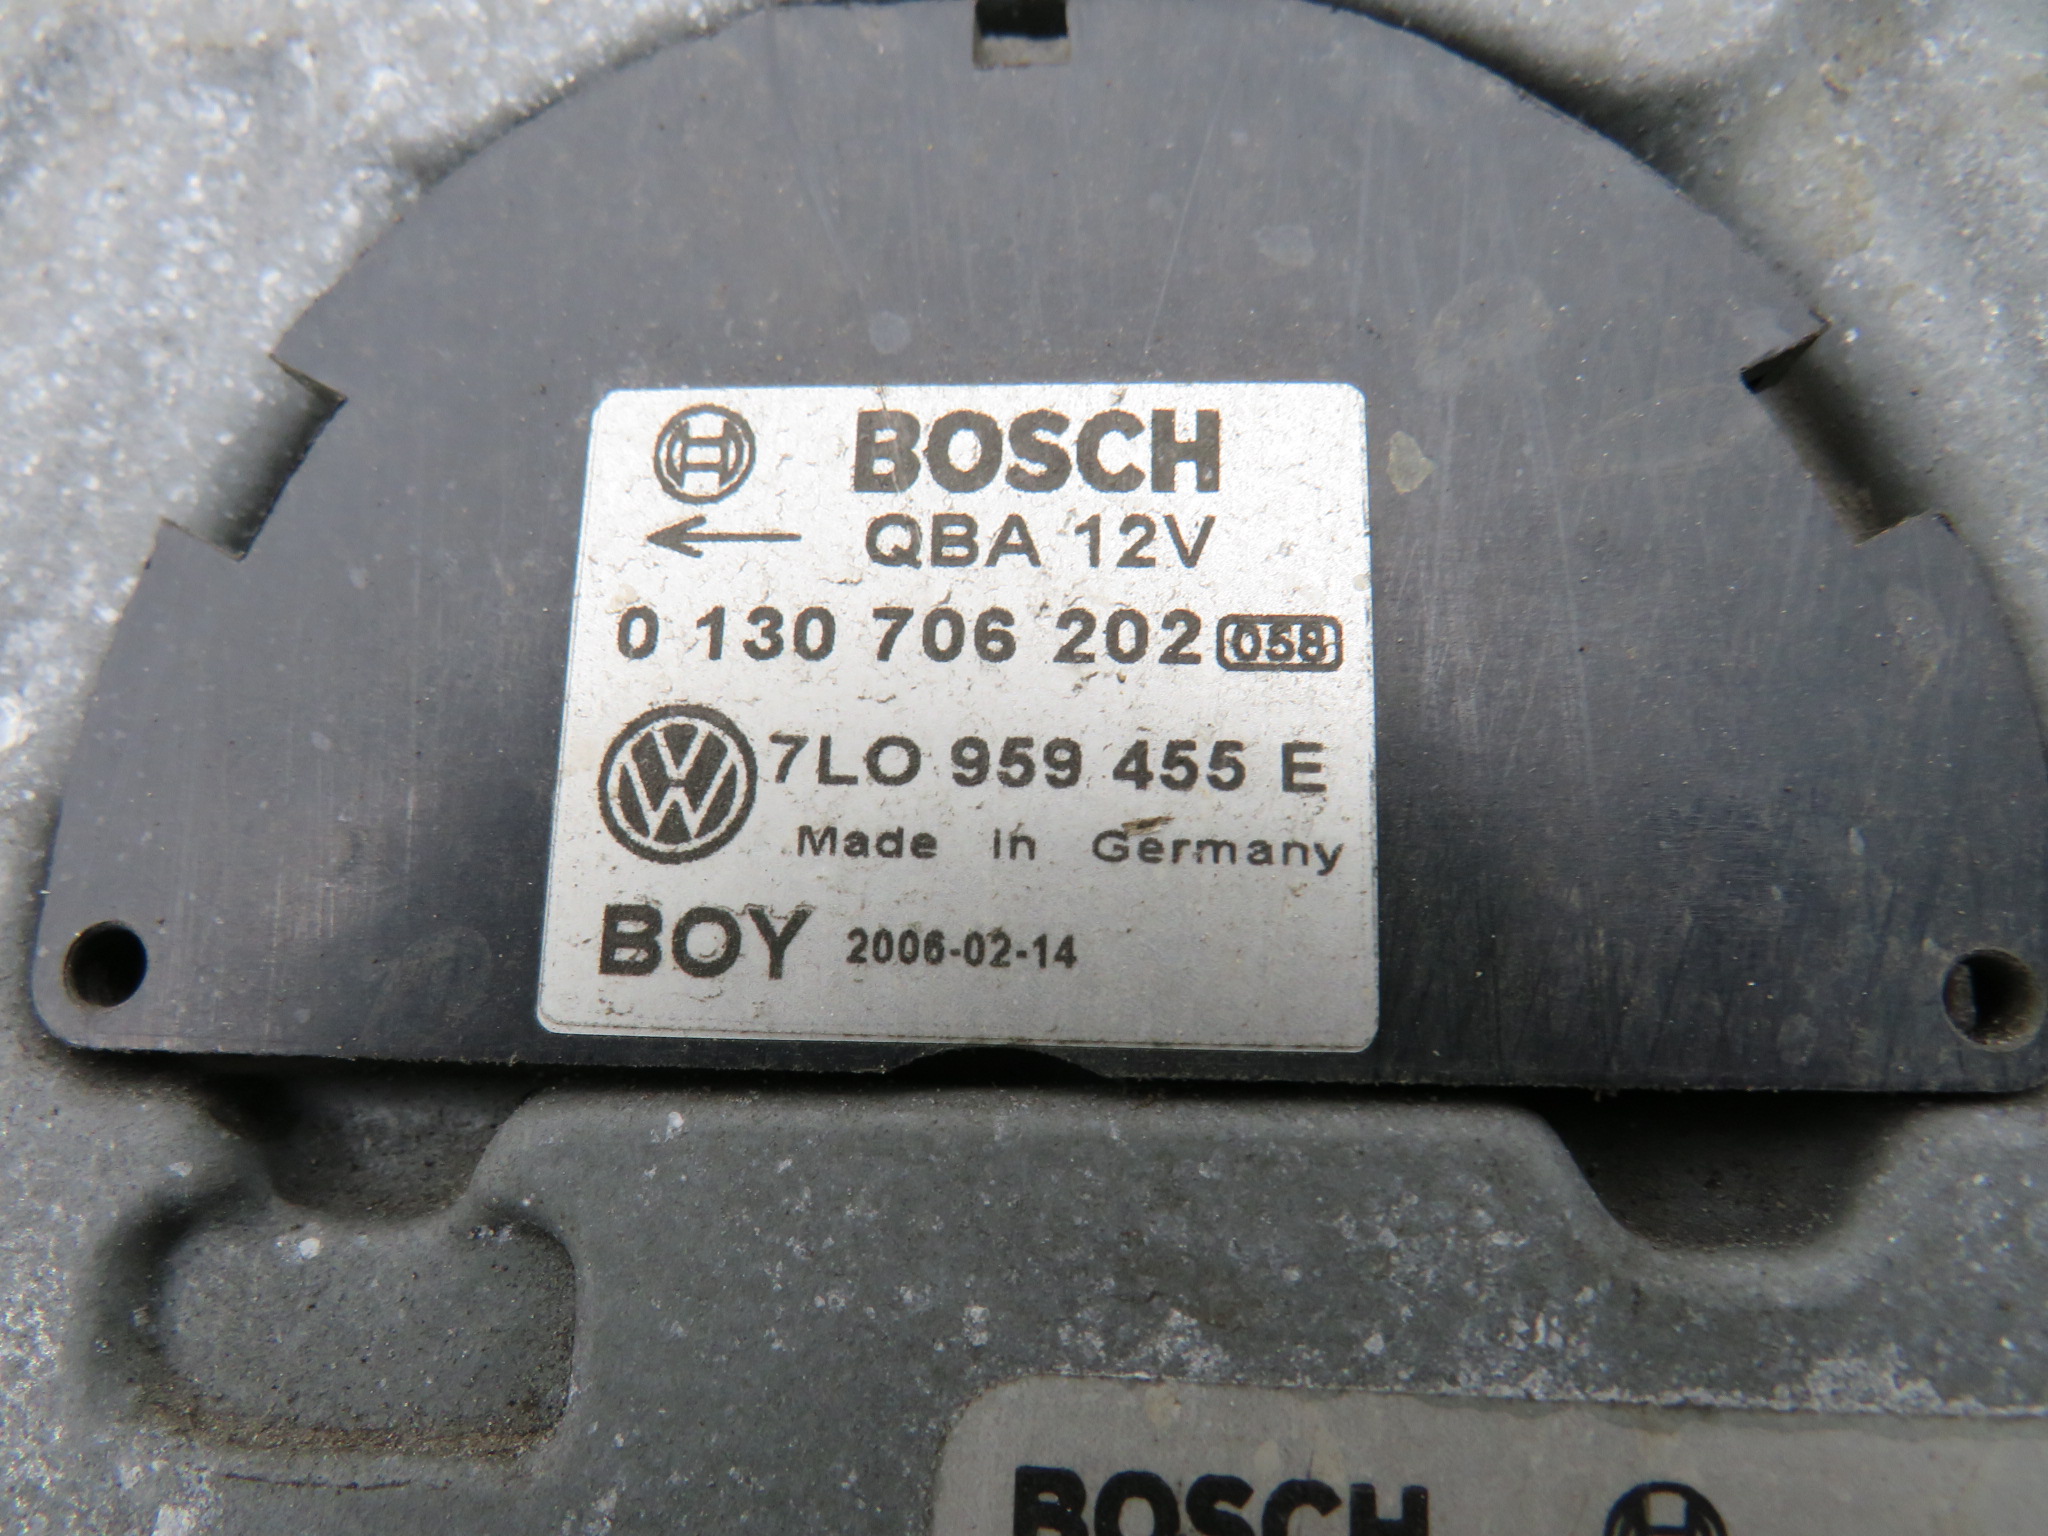 BOSCH
QBA 12V
0 130 706 202 058
7LO 959 455 E
Made in Germany
BOY 2006-02-14
BOSCH